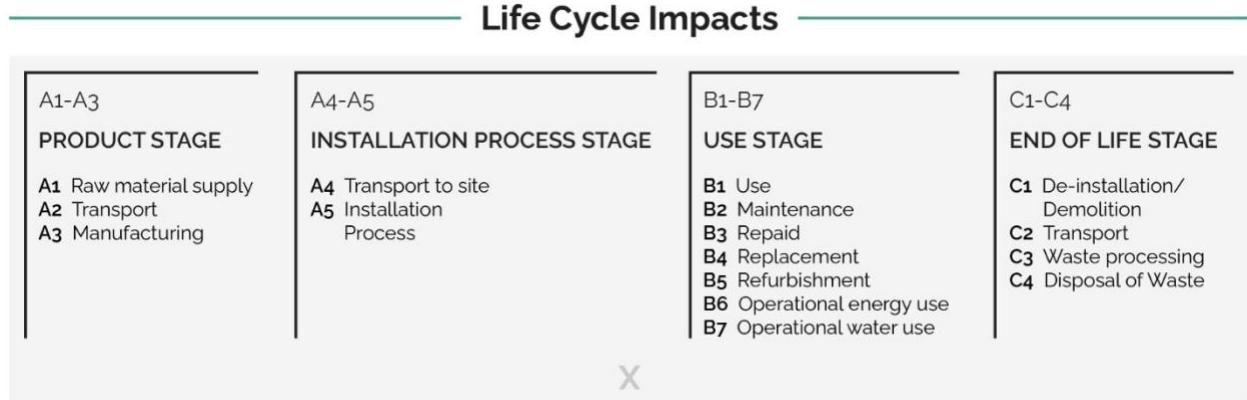 Life Cycle Impacts
A1-A3
PRODUCT STAGE
A1 Raw material supply
A2 Transport
A3 Manufacturing
A4-A5
INSTALLATION PROCESS STAGE
A4 Transport to site
A5 Installation
Process
B1-B7
USE STAGE
B1 Use
B2 Maintenance
B3 Repaid
B4 Replacement
B5 Refurbishment
B6 Operational energy use
B7 Operational water use
C1-C4
END OF LIFE STAGE
C1 De-installation/
Demolition
C2 Transport
C3 Waste processing
C4 Disposal of Waste
X